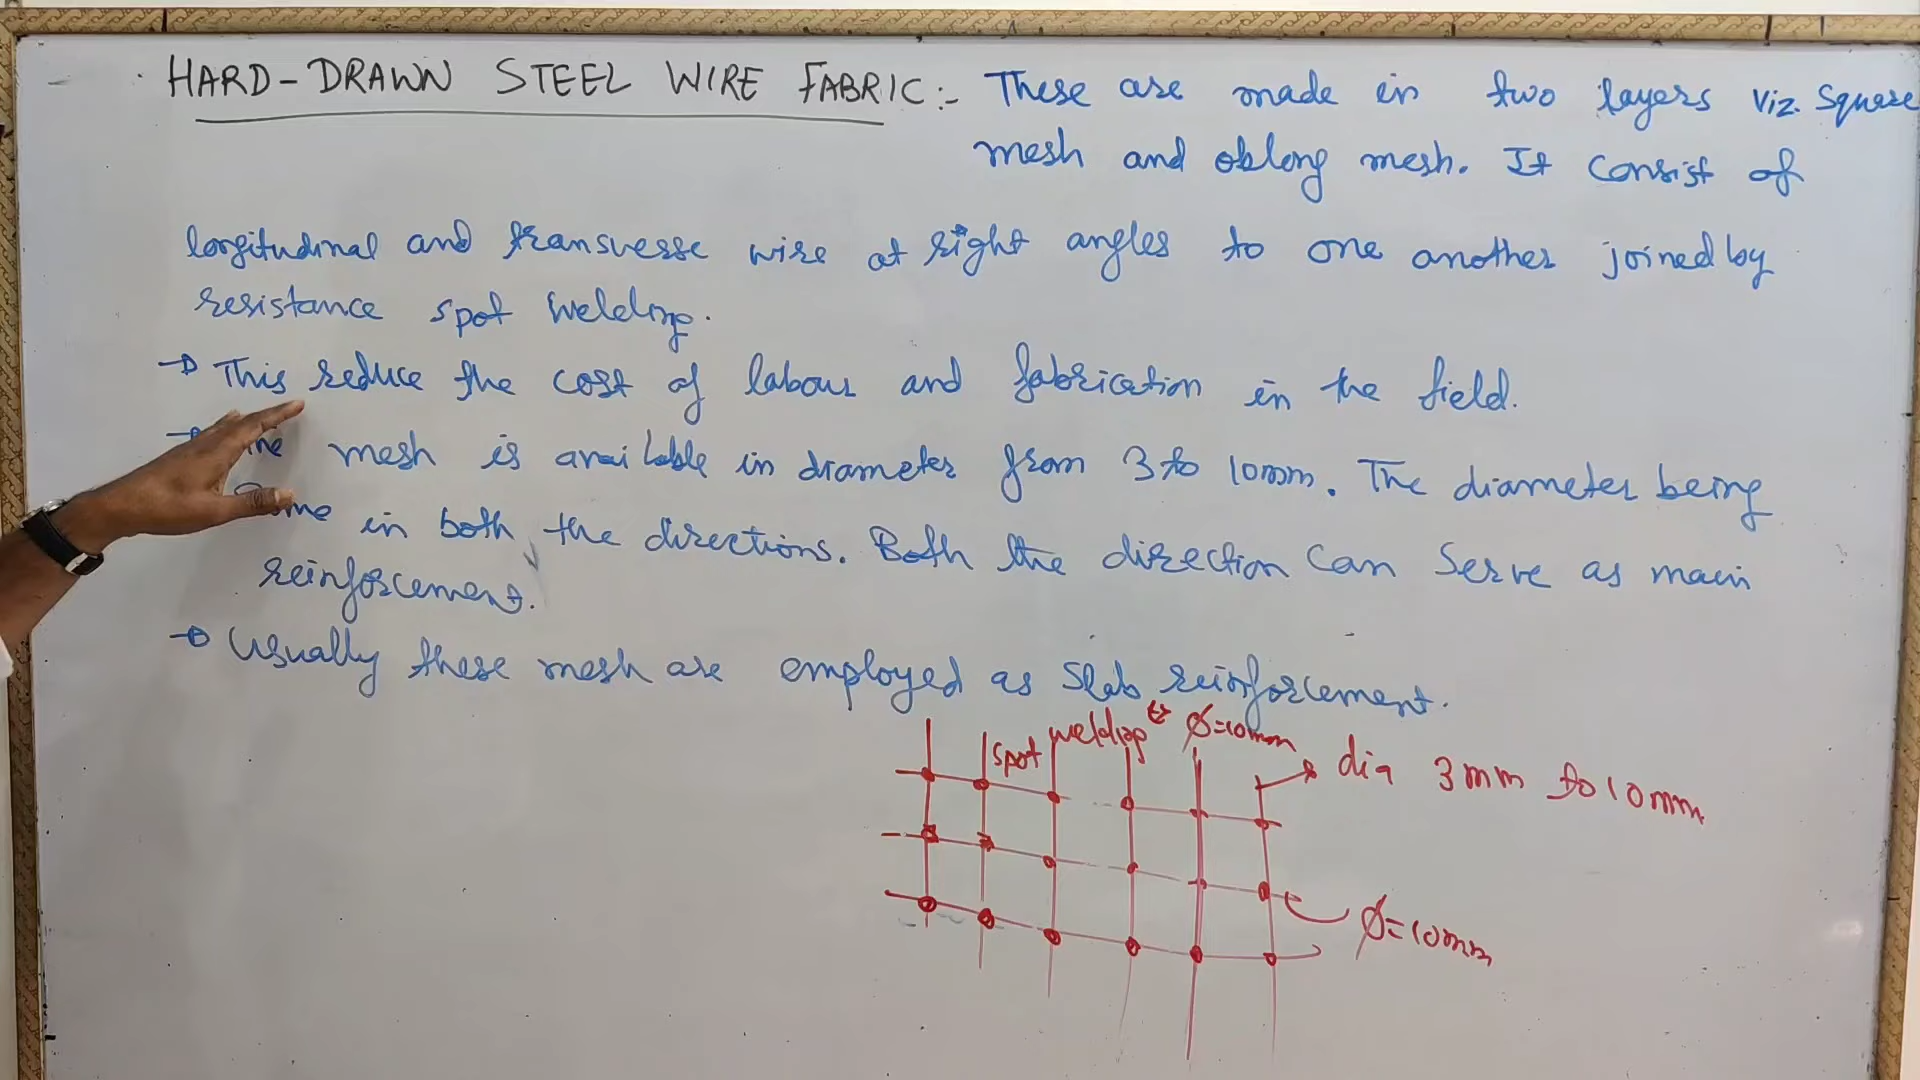 HARD-DRAWN STEEL WIRE FABRIC:- These are made in two layers viz. Square
mesh and oblong mesh. It consist of
longitudinal and transverse wire at right angles to one another joined by
resistance spot welding.
→ This reduce the cost of labour and fabrication in the field.
→ mesh is available in diameter from 3 to 10mm. The diameter being
in both the directions. Both the direction can serve as main
reinforcement.
→ Usually these mesh are employed as slab reinforcement.
spot welding ϕ=10mm
dia 3mm to 10mm
ϕ=10mm